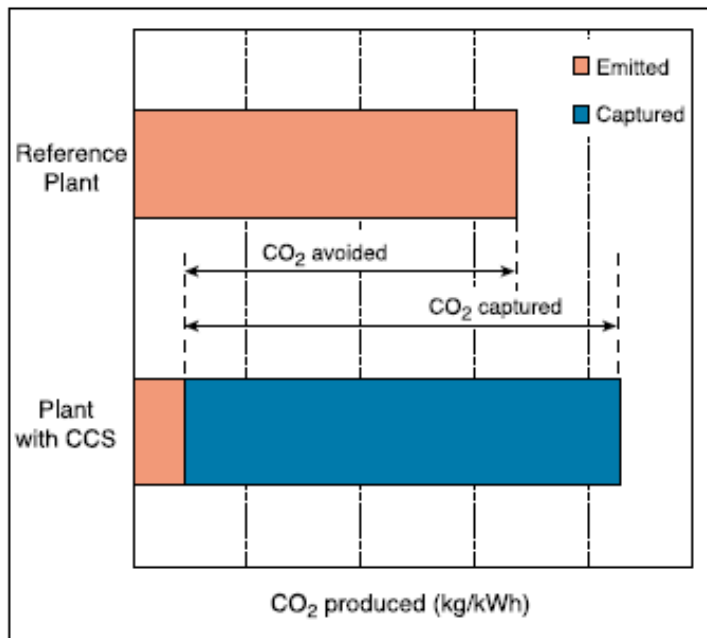 Emitted
Captured
Reference
Plant
CO₂ avoided
CO₂ captured
Plant
with CCS
CO₂ produced (kg/kWh)